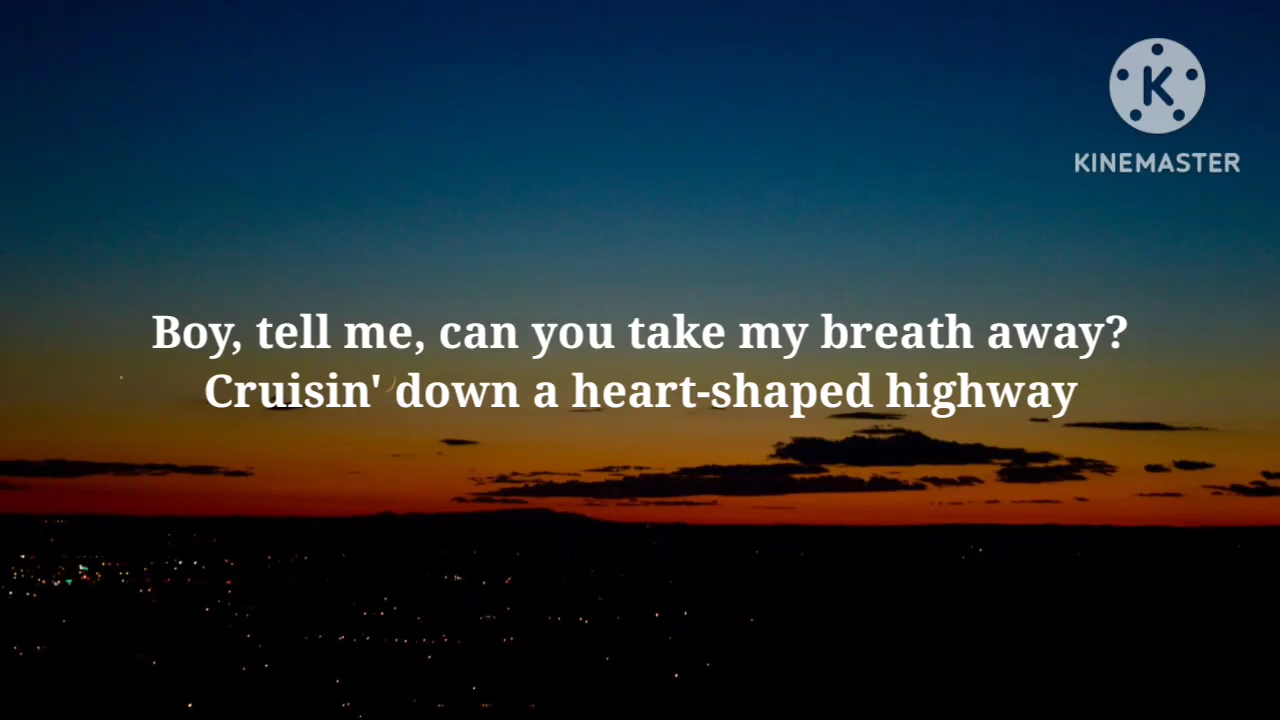 K
KINEMASTER
Boy, tell me, can you take my breath away?
Cruisin' down a heart-shaped highway